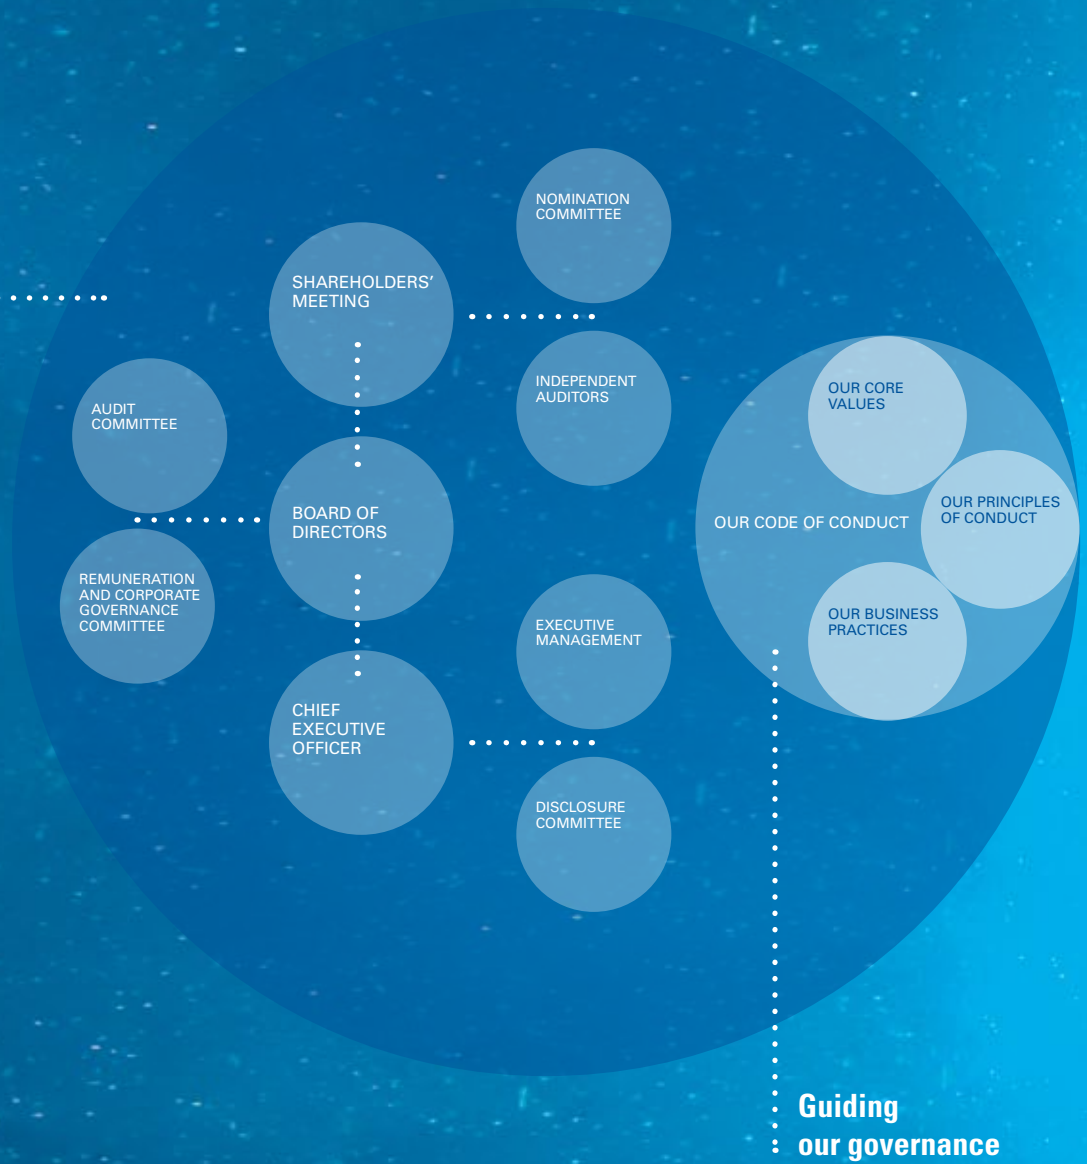 NOMINATION
COMMITTEE
SHAREHOLDERS’
MEETING
INDEPENDENT
AUDITORS
AUDIT
COMMITTEE
BOARD OF
DIRECTORS
REMUNERATION
AND CORPORATE
GOVERNANCE
COMMITTEE
EXECUTIVE
MANAGEMENT
CHIEF
EXECUTIVE
OFFICER
DISCLOSURE
COMMITTEE
OUR CORE
VALUES
OUR CODE OF CONDUCT
OUR PRINCIPLES
OF CONDUCT
OUR BUSINESS
PRACTICES
Guiding
our governance